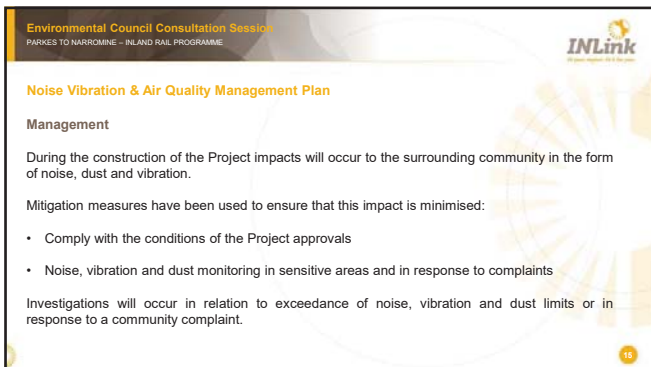 Environmental Council Consultation Session
PARKES TO NARROMINE – INLAND RAIL PROGRAMME
INLink
Noise Vibration & Air Quality Management Plan
Management
During the construction of the Project impacts will occur to the surrounding community in the form
of noise, dust and vibration.
Mitigation measures have been used to ensure that this impact is minimised:
• Comply with the conditions of the Project approvals
• Noise, vibration and dust monitoring in sensitive areas and in response to complaints
Investigations will occur in relation to exceedance of noise, vibration and dust limits or in
response to a community complaint.